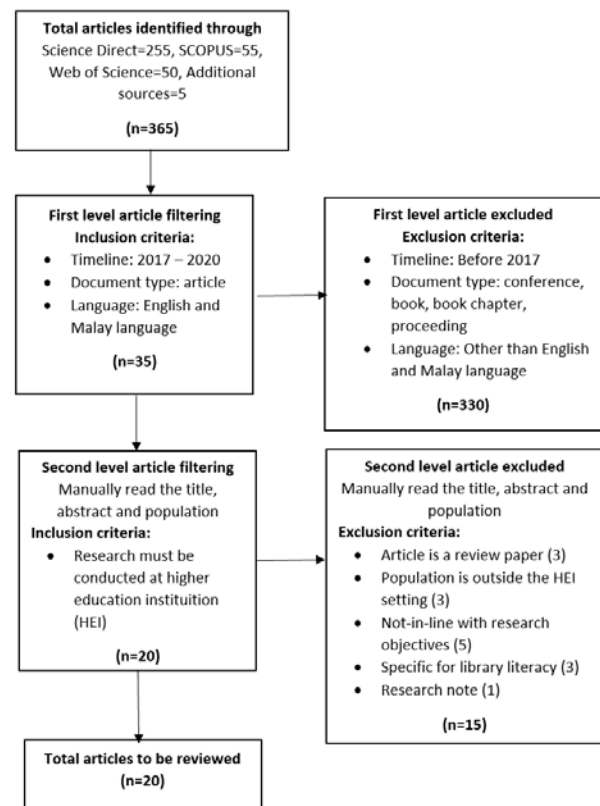 Total articles identified through
Science Direct=255, SCOPUS=55,
Web of Science=50, Additional
sources=5
(n=365)
First level article filtering
Inclusion criteria:
• Timeline: 2017 – 2020
• Document type: article
• Language: English and
Malay language
(n=35)
First level article excluded
Exclusion criteria:
• Timeline: Before 2017
• Document type: conference,
book, book chapter,
proceeding
• Language: Other than English
and Malay language
(n=330)
Second level article filtering
Manually read the title,
abstract and population
Inclusion criteria:
• Research must be
conducted at higher
education instituition
(HEI)
(n=20)
Second level article excluded
Manually read the title, abstract and
population
Exclusion criteria:
• Article is a review paper (3)
• Population is outside the HEI
setting (3)
• Not-in-line with research
objectives (5)
• Specific for library literacy (3)
• Research note (1)
(n=15)
Total articles to be reviewed
(n=20)